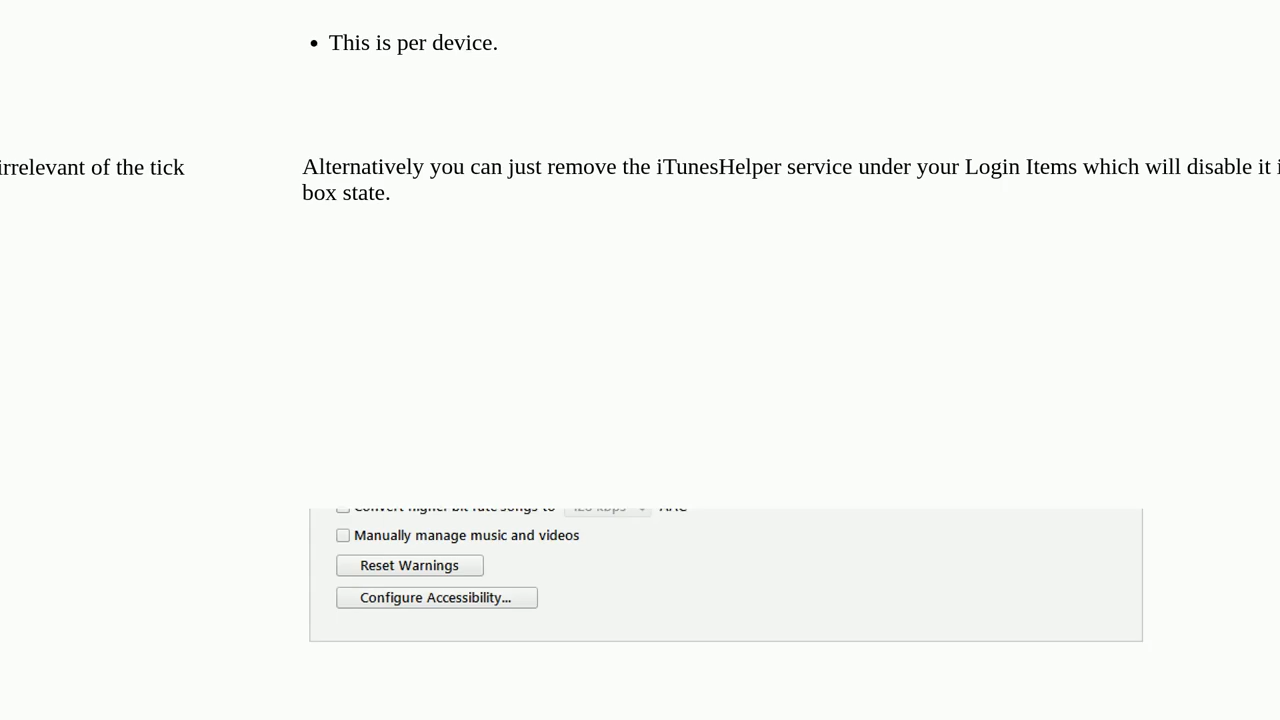 This is per device.
irrelevant of the tick
Alternatively you can just remove the iTunesHelper service under your Login Items which will disable it
box state.
Manually manage music and videos
Reset Warnings
Configure Accessibility...